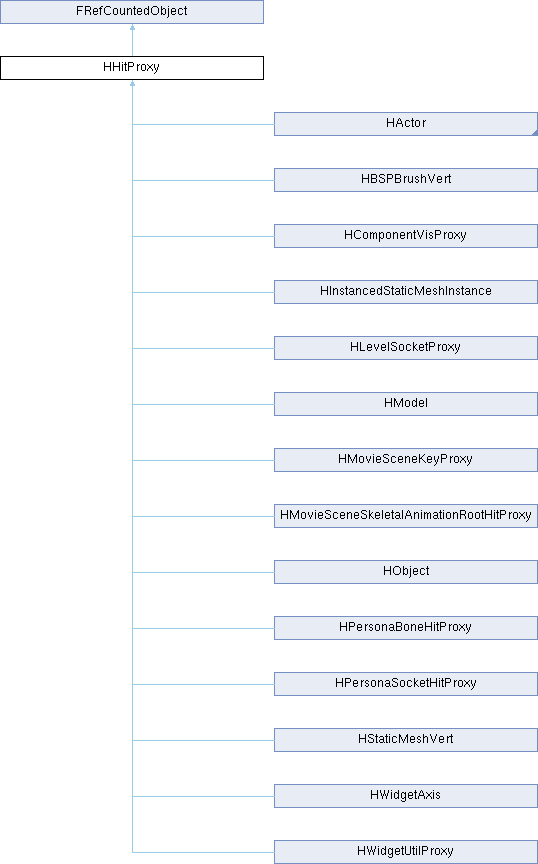 FRefCountedObject
HHitProxy
HActor
HBSPBrushVert
HComponentVisProxy
HInstancedStaticMeshInstance
HLevelSocketProxy
HModel
HMovieSceneKeyProxy
HMovieSceneSkeletalAnimationRootHitProxy
HObject
HPersonaBoneHitProxy
HPersonaSocketHitProxy
HStaticMeshVert
HWidgetAxis
HWidgetUtilProxy